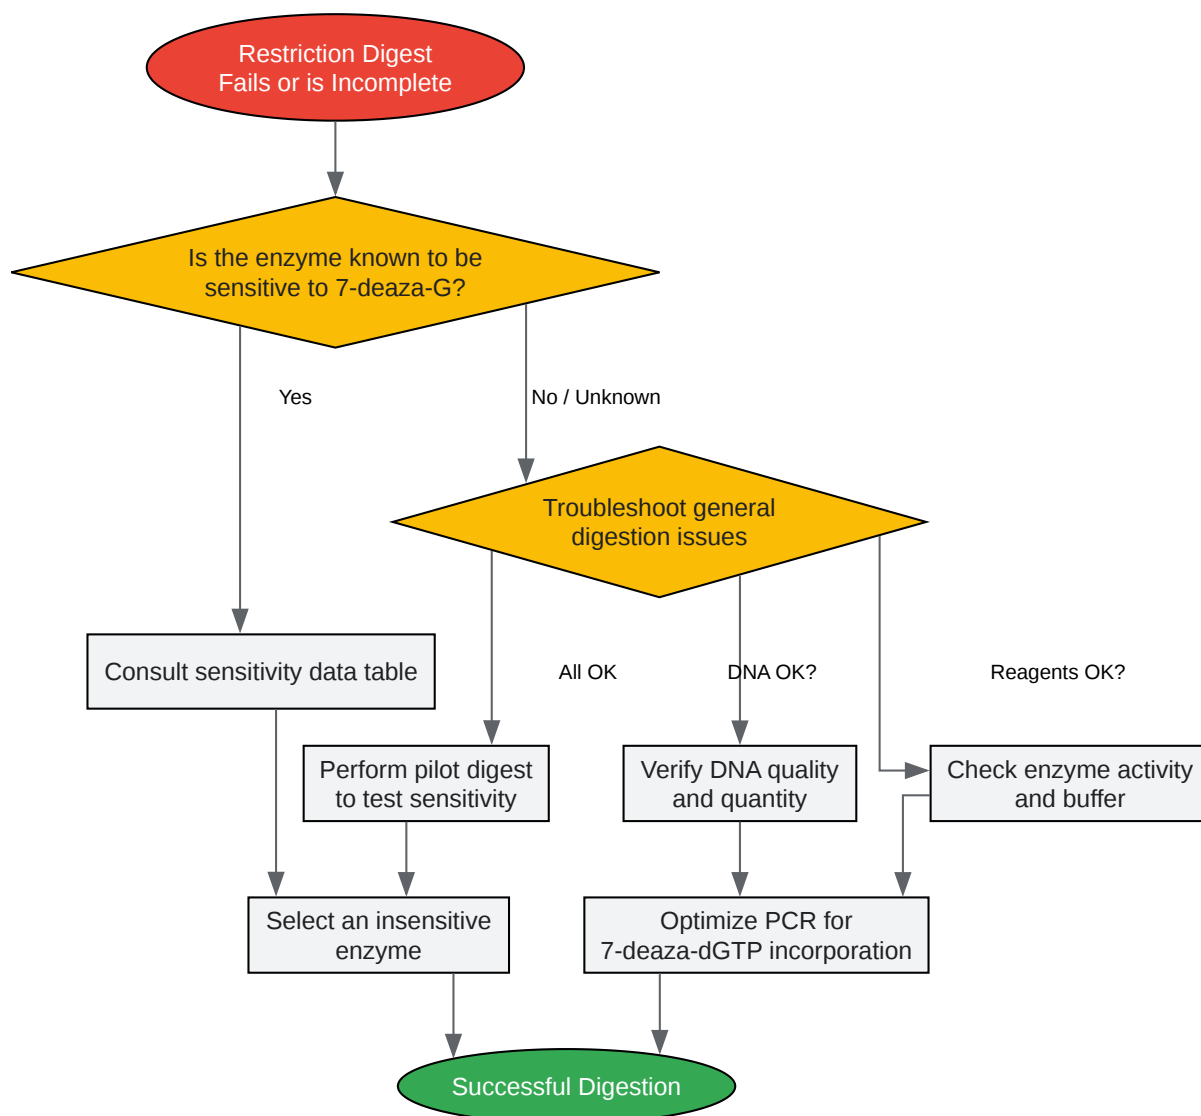 Restriction Digest
Fails or is Incomplete
Is the enzyme known to be
sensitive to 7-deaza-G?
Yes
No / Unknown
Troubleshoot general
digestion issues
Consult sensitivity data table
All OK
DNA OK?
Reagents OK?
Perform pilot digest
to test sensitivity
Verify DNA quality
and quantity
Check enzyme activity
and buffer
Select an insensitive
enzyme
Optimize PCR for
7-deaza-dGTP incorporation
Successful Digestion